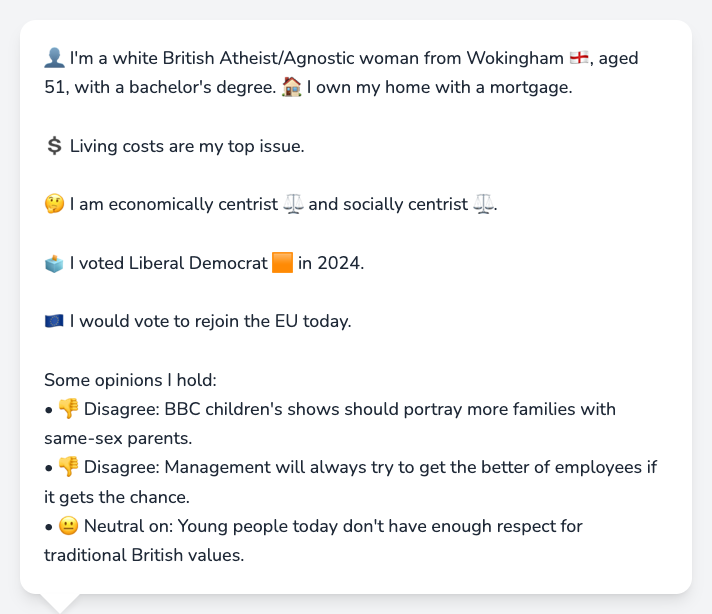 👤 I'm a white British Atheist/Agnostic woman from Wokingham 🏴󠁧󠁢󠁥󠁮󠁧󠁿, aged
51, with a bachelor's degree. 🏠 I own my home with a mortgage.
💲 Living costs are my top issue.
🤔 I am economically centrist ⚖️ and socially centrist ⚖️.
🗳️ I voted Liberal Democrat 🟧 in 2024.
🇪🇺 I would vote to rejoin the EU today.
Some opinions I hold:
• 👎 Disagree: BBC children's shows should portray more families with
same-sex parents.
• 👎 Disagree: Management will always try to get the better of employees if
it gets the chance.
• 😐 Neutral on: Young people today don't have enough respect for
traditional British values.